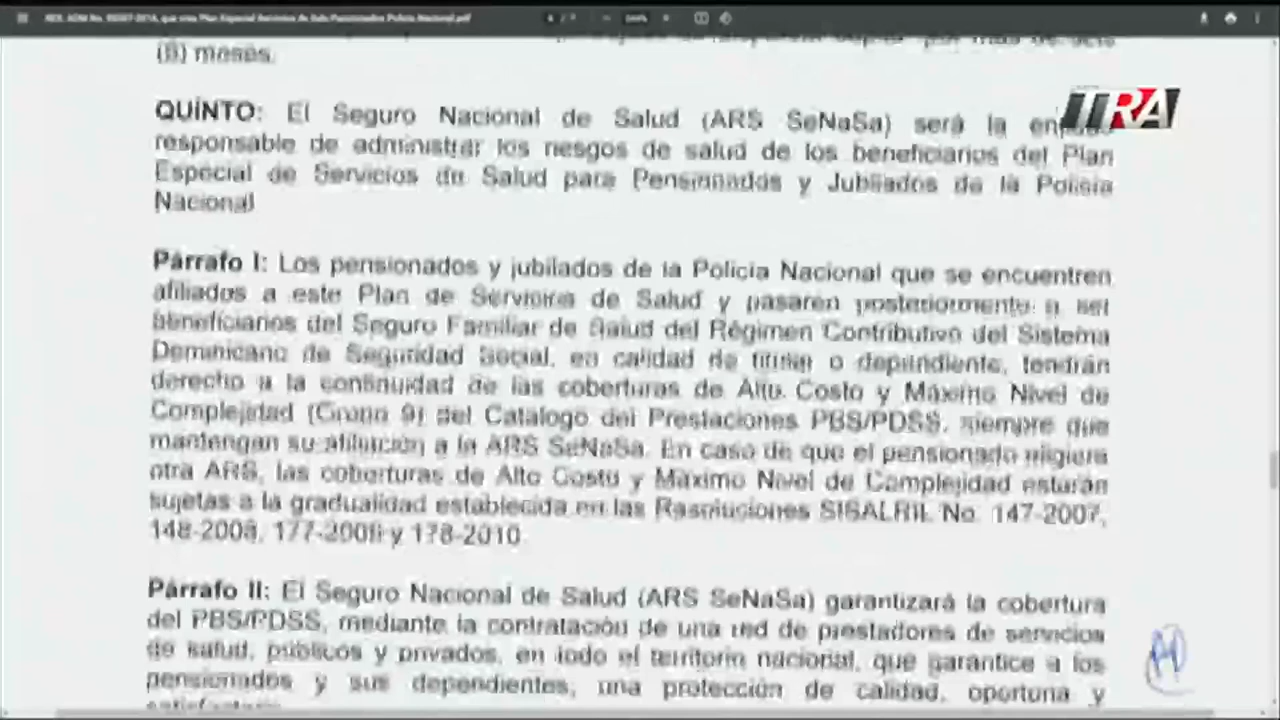 (6) meses.
TRA
QUINTO: El Seguro Nacional de Salud (ARS SeNaSa) será la
responsable de administrar los riesgos de salud de los beneficiarios del Plan
Especial de Servicios de Salud para Pensionados y Jubilados de la Policía
Nacional
Párrafo I: Los pensionados y jubilados de la Policía Nacional que se encuentren
afiliados a este Plan de Servicios de Salud y pasaren posteriormente a ser
beneficiarios del Seguro Familiar de Salud del Régimen Contributivo del Sistema
Dominicano de Seguridad Social, en calidad de titular o dependiente, tendrán
derecho a la continuidad de las coberturas de Alto Costo y Máximo Nivel de
Complejidad (Grupo 9) del Catalogo del Prestaciones PBS/PDSS, siempre que
mantengan su afiliación a la ARS SeNaSa. En caso de que el pensionado eligiera
otra ARS, las coberturas de Alto Costo y Máximo Nivel de Complejidad estarán
sujetas a la gradualidad establecida en las Resoluciones SISALRIL No. 147-2007,
148-2008, 177-2009 y 178-2010
Párrafo II: El Seguro Nacional de Salud (ARS SeNaSa) garantizará la cobertura
del PBS/PDSS, mediante la contratación de una red de prestadores de servicios
de salud, públicos y privados, en todo el territorio nacional, que garantice a los
pensionados y sus dependientes, una protección de calidad, oportuna y